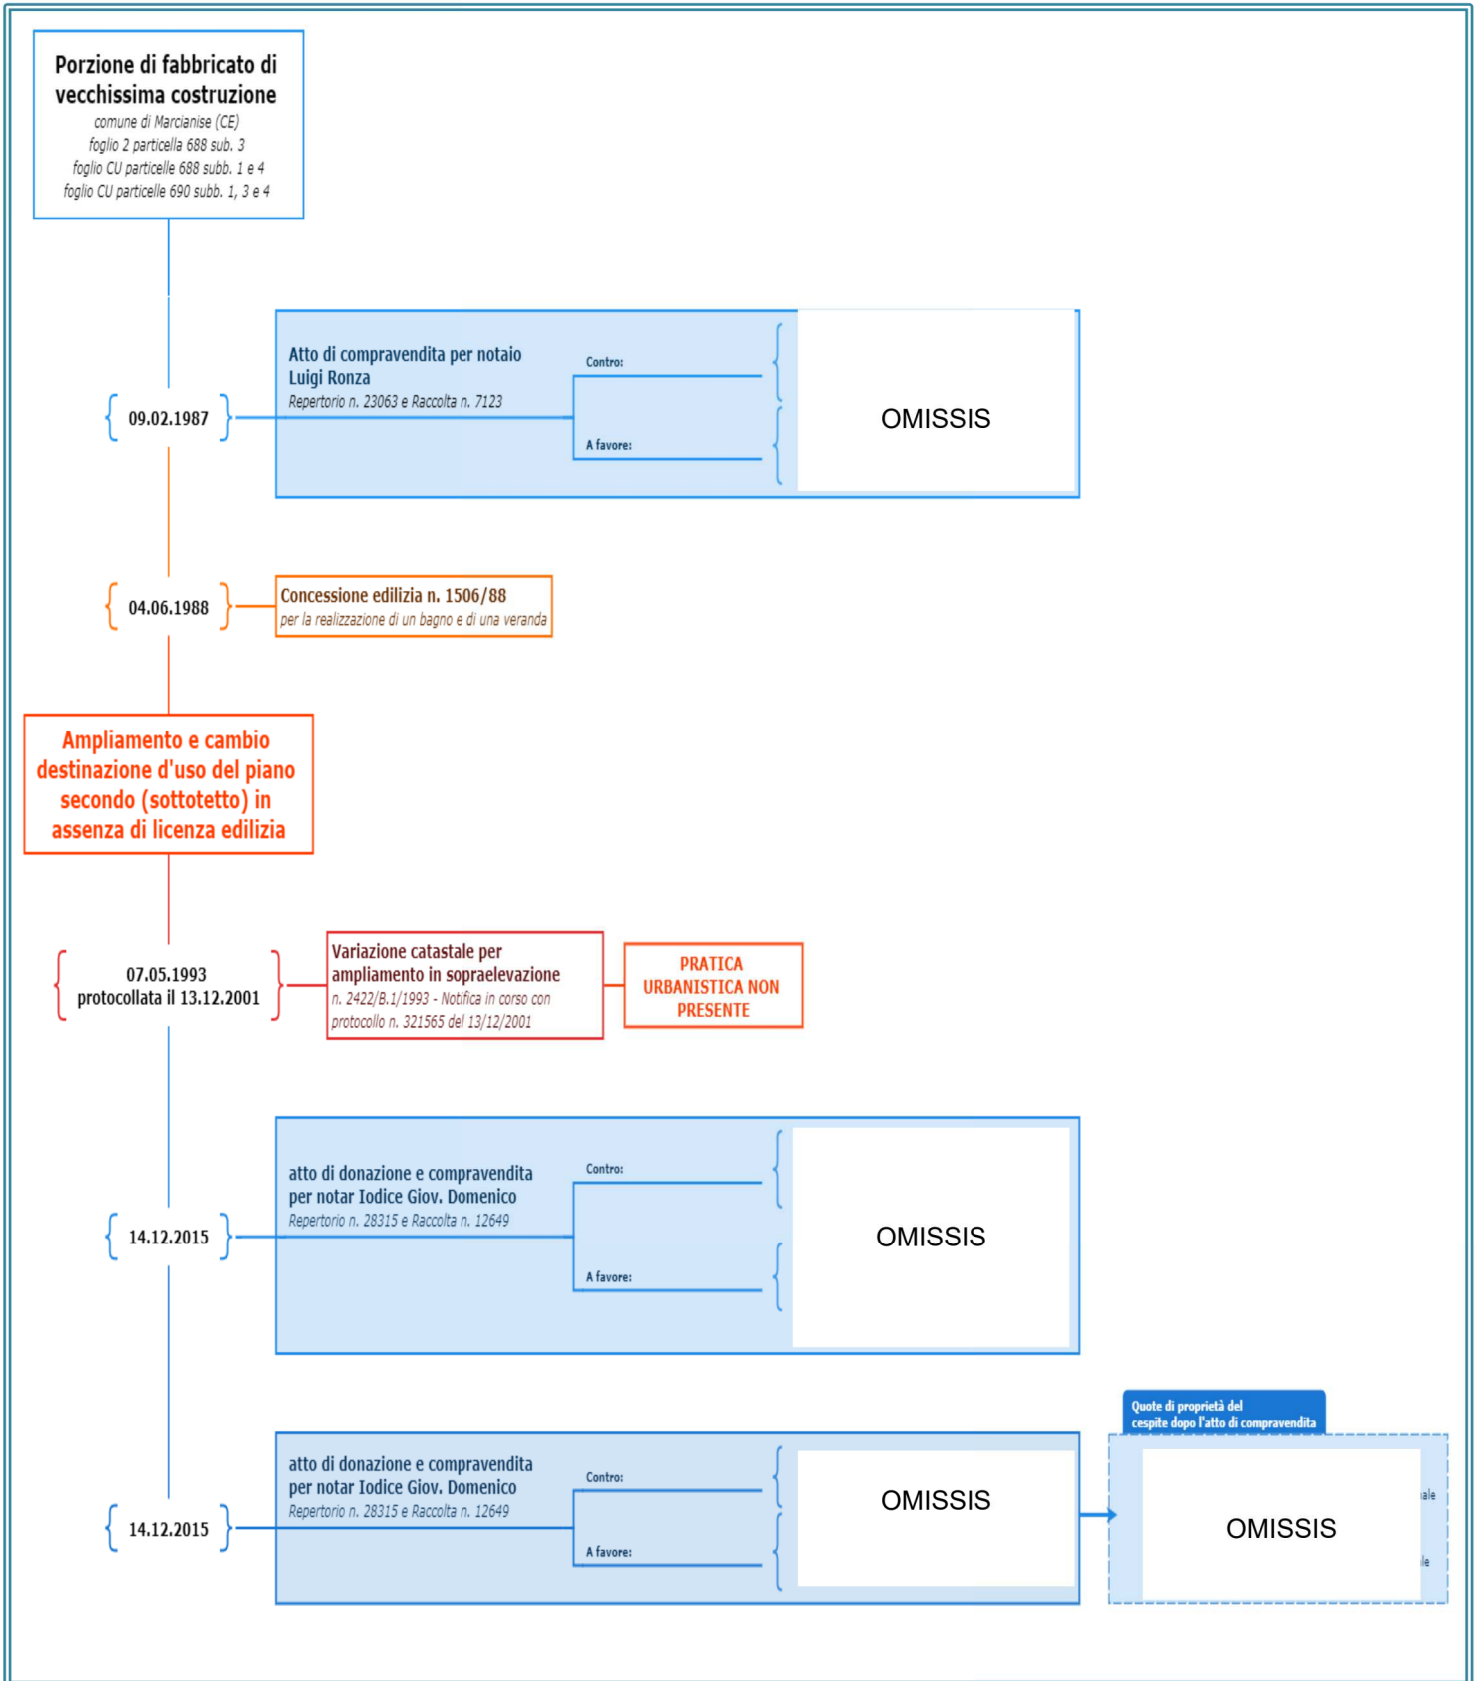 Porzione di fabbricato di
vecchissima costruzione
comune di Marcianise (CE)
foglio 2 particella 688 sub. 3
foglio CU particelle 688 subb. 1 e 4
foglio CU particelle 690 subb. 1, 3 e 4
09.02.1987
Atto di compravendita per notaio
Luigi Ronza
Repertorio n. 23063 e Raccolta n. 7123
Contro:
A favore:
OMISSIS
04.06.1988
Concessione edilizia n. 1506/88
per la realizzazione di un bagno e di una veranda
Ampliamento e cambio
destinazione d'uso del piano
secondo (sottotetto) in
assenza di licenza edilizia
07.05.1993
protocollata il 13.12.2001
Variazione catastale per
ampliamento in sopraelevazione
n. 2422/B.1/1993 - Notifica in corso con
protocollo n. 321565 del 13/12/2001
PRATICA
URBANISTICA NON
PRESENTE
14.12.2015
atto di donazione e compravendita
per notar Iodice Giov. Domenico
Repertorio n. 28315 e Raccolta n. 12649
Contro:
A favore:
OMISSIS
14.12.2015
atto di donazione e compravendita
per notar Iodice Giov. Domenico
Repertorio n. 28315 e Raccolta n. 12649
Contro:
A favore:
OMISSIS
Quote di proprietà del
cespite dopo l'atto di compravendita
OMISSIS